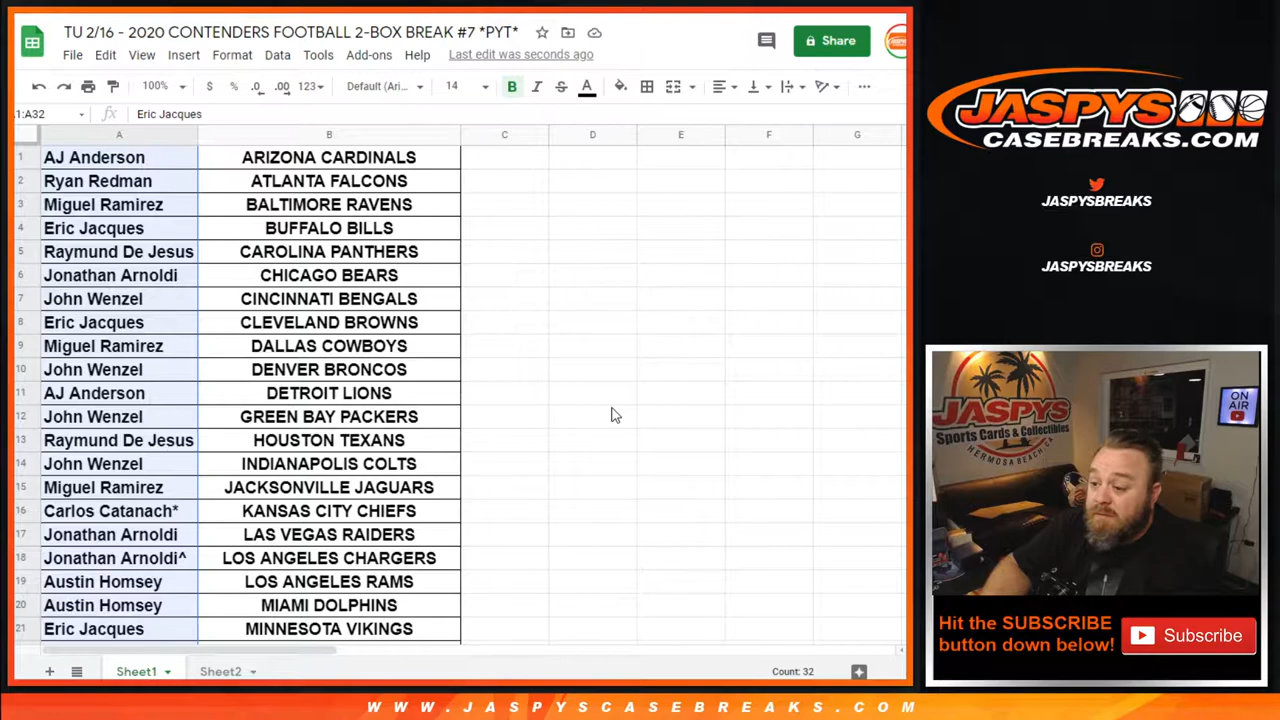 TU 2/16 - 2020 CONTENDERS FOOTBALL 2-BOX BREAK #7 *PYT*
File Edit View Insert Format Data Tools Add-ons Help Last edit was seconds ago
Share
100% $ % .0 .00 123 Default (Ari... 14 B I S A
1:A32 fx Eric Jacques
A B C D E F G
1 AJ Anderson ARIZONA CARDINALS
2 Ryan Redman ATLANTA FALCONS
3 Miguel Ramirez BALTIMORE RAVENS
4 Eric Jacques BUFFALO BILLS
5 Raymund De Jesus CAROLINA PANTHERS
6 Jonathan Arnoldi CHICAGO BEARS
7 John Wenzel CINCINNATI BENGALS
8 Eric Jacques CLEVELAND BROWNS
9 Miguel Ramirez DALLAS COWBOYS
10 John Wenzel DENVER BRONCOS
11 AJ Anderson DETROIT LIONS
12 John Wenzel GREEN BAY PACKERS
13 Raymund De Jesus HOUSTON TEXANS
14 John Wenzel INDIANAPOLIS COLTS
15 Miguel Ramirez JACKSONVILLE JAGUARS
16 Carlos Catanach* KANSAS CITY CHIEFS
17 Jonathan Arnoldi LAS VEGAS RAIDERS
18 Jonathan Arnoldi^ LOS ANGELES CHARGERS
19 Austin Homsey LOS ANGELES RAMS
20 Austin Homsey MIAMI DOLPHINS
21 Eric Jacques MINNESOTA VIKINGS
Sheet1 Sheet2 Count: 32
JASPYS
CASEBREAKS.COM
JASPYSBREAKS
JASPYSBREAKS
JASPYS
Sports Cards & Collectibles
HERMOSA BEACH, CA
ON
AIR
Hit the SUBSCRIBE
button down below!
Subscribe
WWW.JASPYSCASEBREAKS.COM